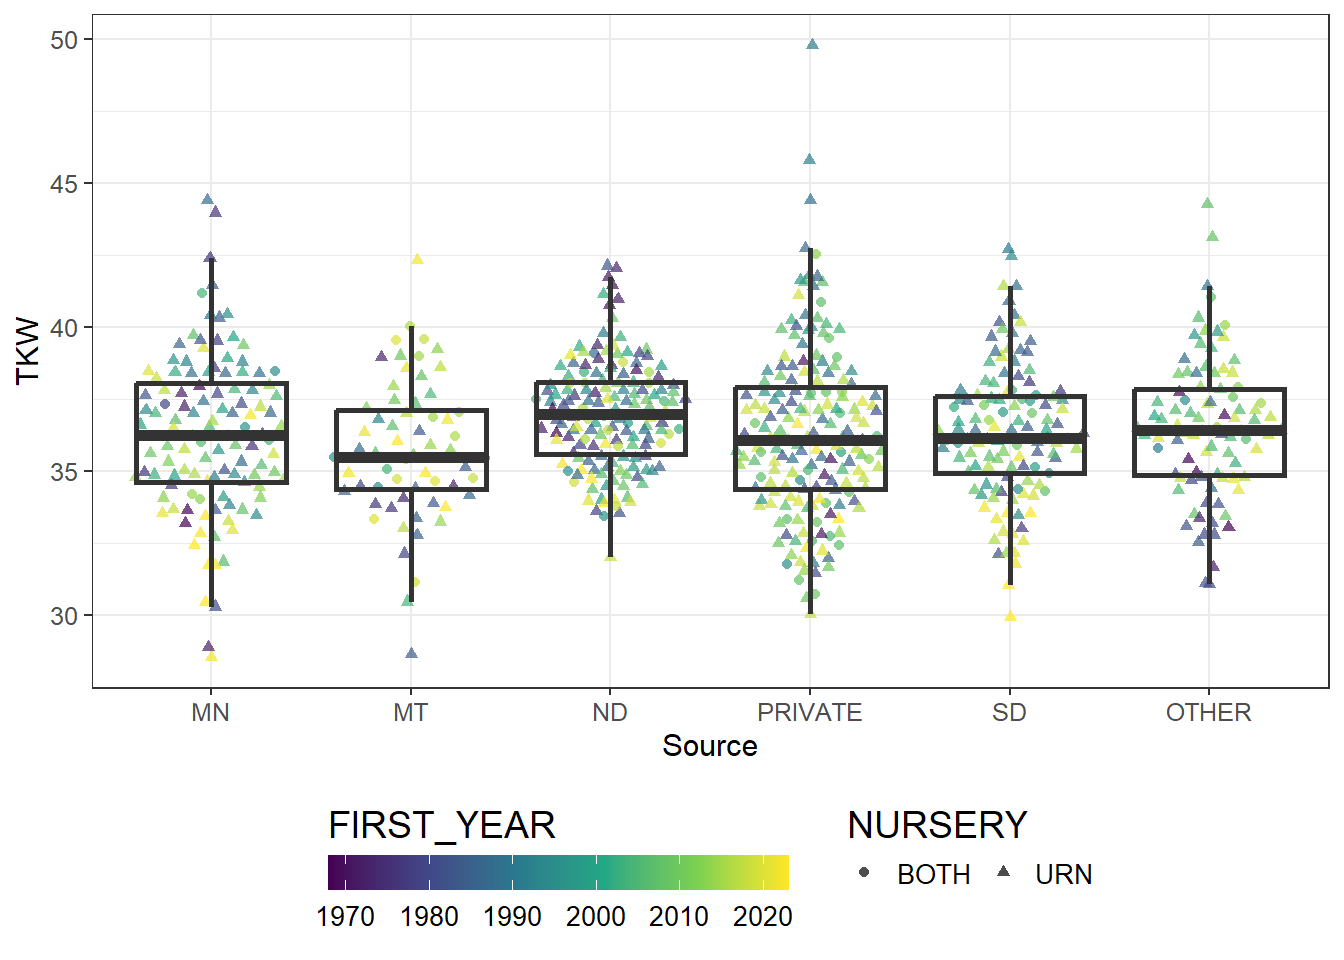 50
45
40
35
30
TKW
MN MT ND PRIVATE SD OTHER
Source
FIRST_YEAR
1970 1980 1990 2000 2010 2020
NURSERY
BOTH URN